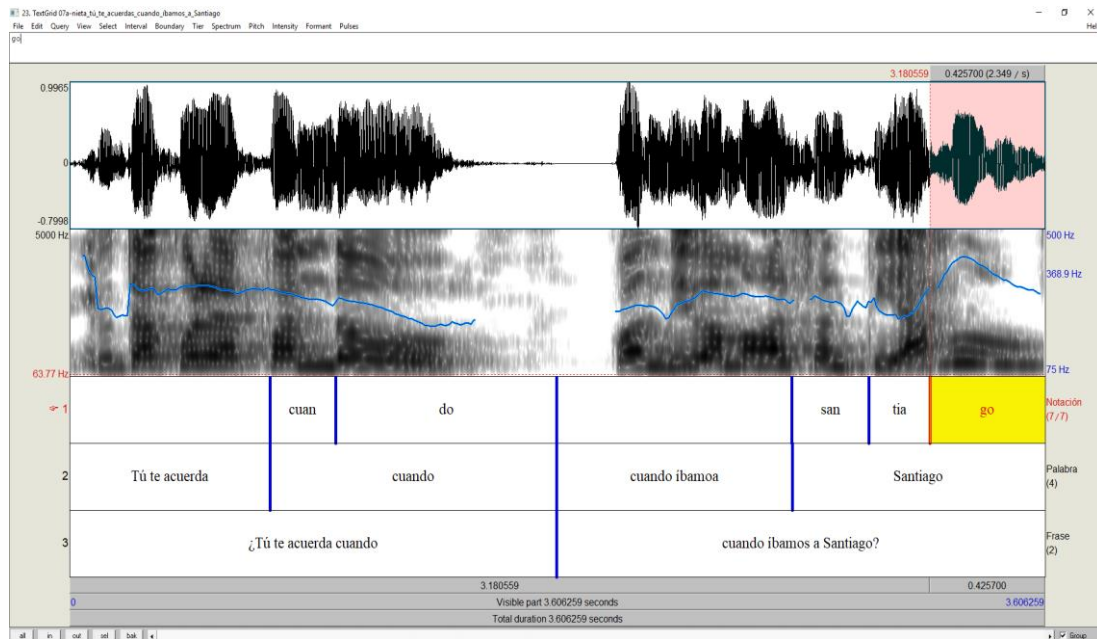 23. TextGrid 07a-nieta_tú_te_acuerdas_cuando_íbamos_a_Santiago
File Edit Query View Select Interval Boundary Tier Spectrum Pitch Intensity Formant Pulses Hel
go
3.180559 0.425700 (2.349 / s)
0.9965
0
-0.7998
5000 Hz 500 Hz
368.9 Hz
63.77 Hz 75 Hz
1 cuan do san tia go Notación (7/7)
2 Tú te acuerda cuando cuando íbamoa Santiago Palabra (4)
3 ¿Tú te acuerda cuando cuando íbamos a Santiago? Frase (2)
3.180559 0.425700
0 Visible part 3.606259 seconds 3.606259
Total duration 3.606259 seconds
all in out sel bak Group